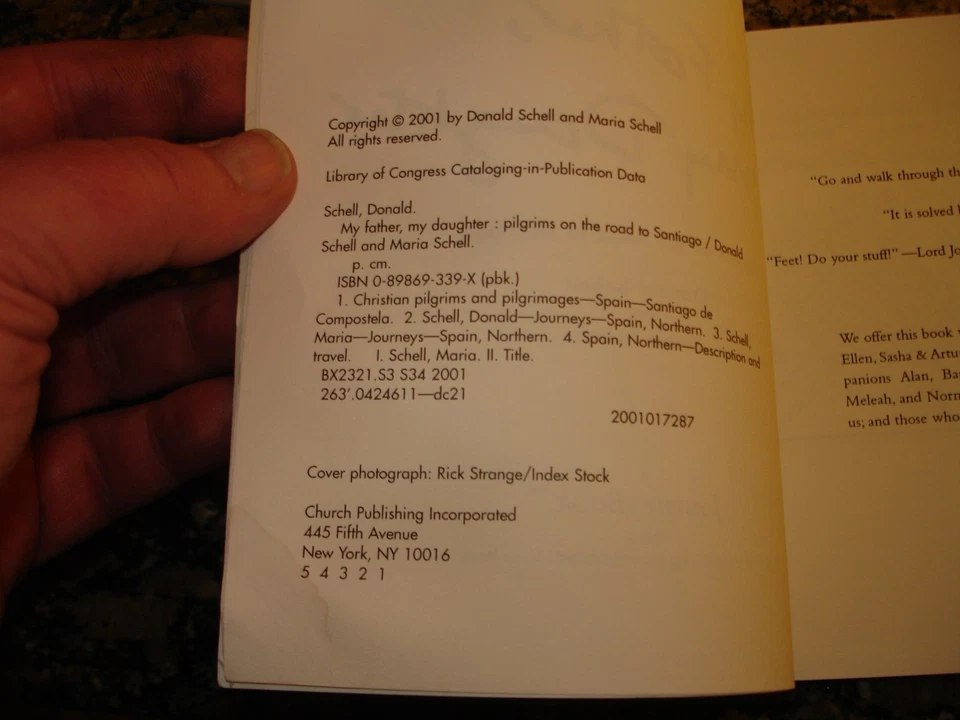 Copyright © 2001 by Donald Schell and Maria Schell
All rights reserved.
Library of Congress Cataloging-in-Publication Data
Schell, Donald.
My father, my daughter : pilgrims on the road to Santiago / Donald
Schell and Maria Schell.
p. cm.
ISBN 0-89869-339-X (pbk.)
1. Christian pilgrims and pilgrimages—Spain—Santiago de
Compostela. 2. Schell, Donald—Journeys—Spain, Northern. 3. Schell,
Maria—Journeys—Spain, Northern. 4. Spain, Northern—Description and
travel. I. Schell, Maria. II. Title.
BX2321.S3 S34 2001
263'.0424611—dc21
2001017287
Cover photograph: Rick Strange/Index Stock
Church Publishing Incorporated
445 Fifth Avenue
New York, NY 10016
5 4 3 2 1
"Go and walk through th
"It is solved
"Feet! Do your stuff!" —Lord Jo
We offer this book
Ellen, Sasha & Artu
panions Alan, Ba
Meleah, and Norm
us; and those who